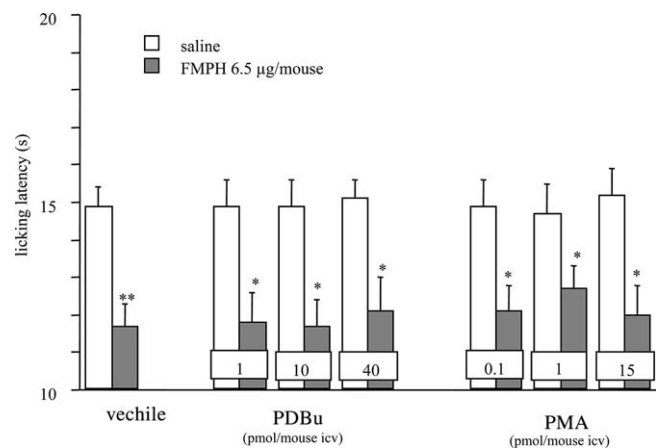 20
saline
FMPH 6.5 µg/mouse
licking latency (s)
15
** * * * * * *
1 10 40 0.1 1 15
10
vechile PDBu PMA
(pmol/mouse icv) (pmol/mouse icv)